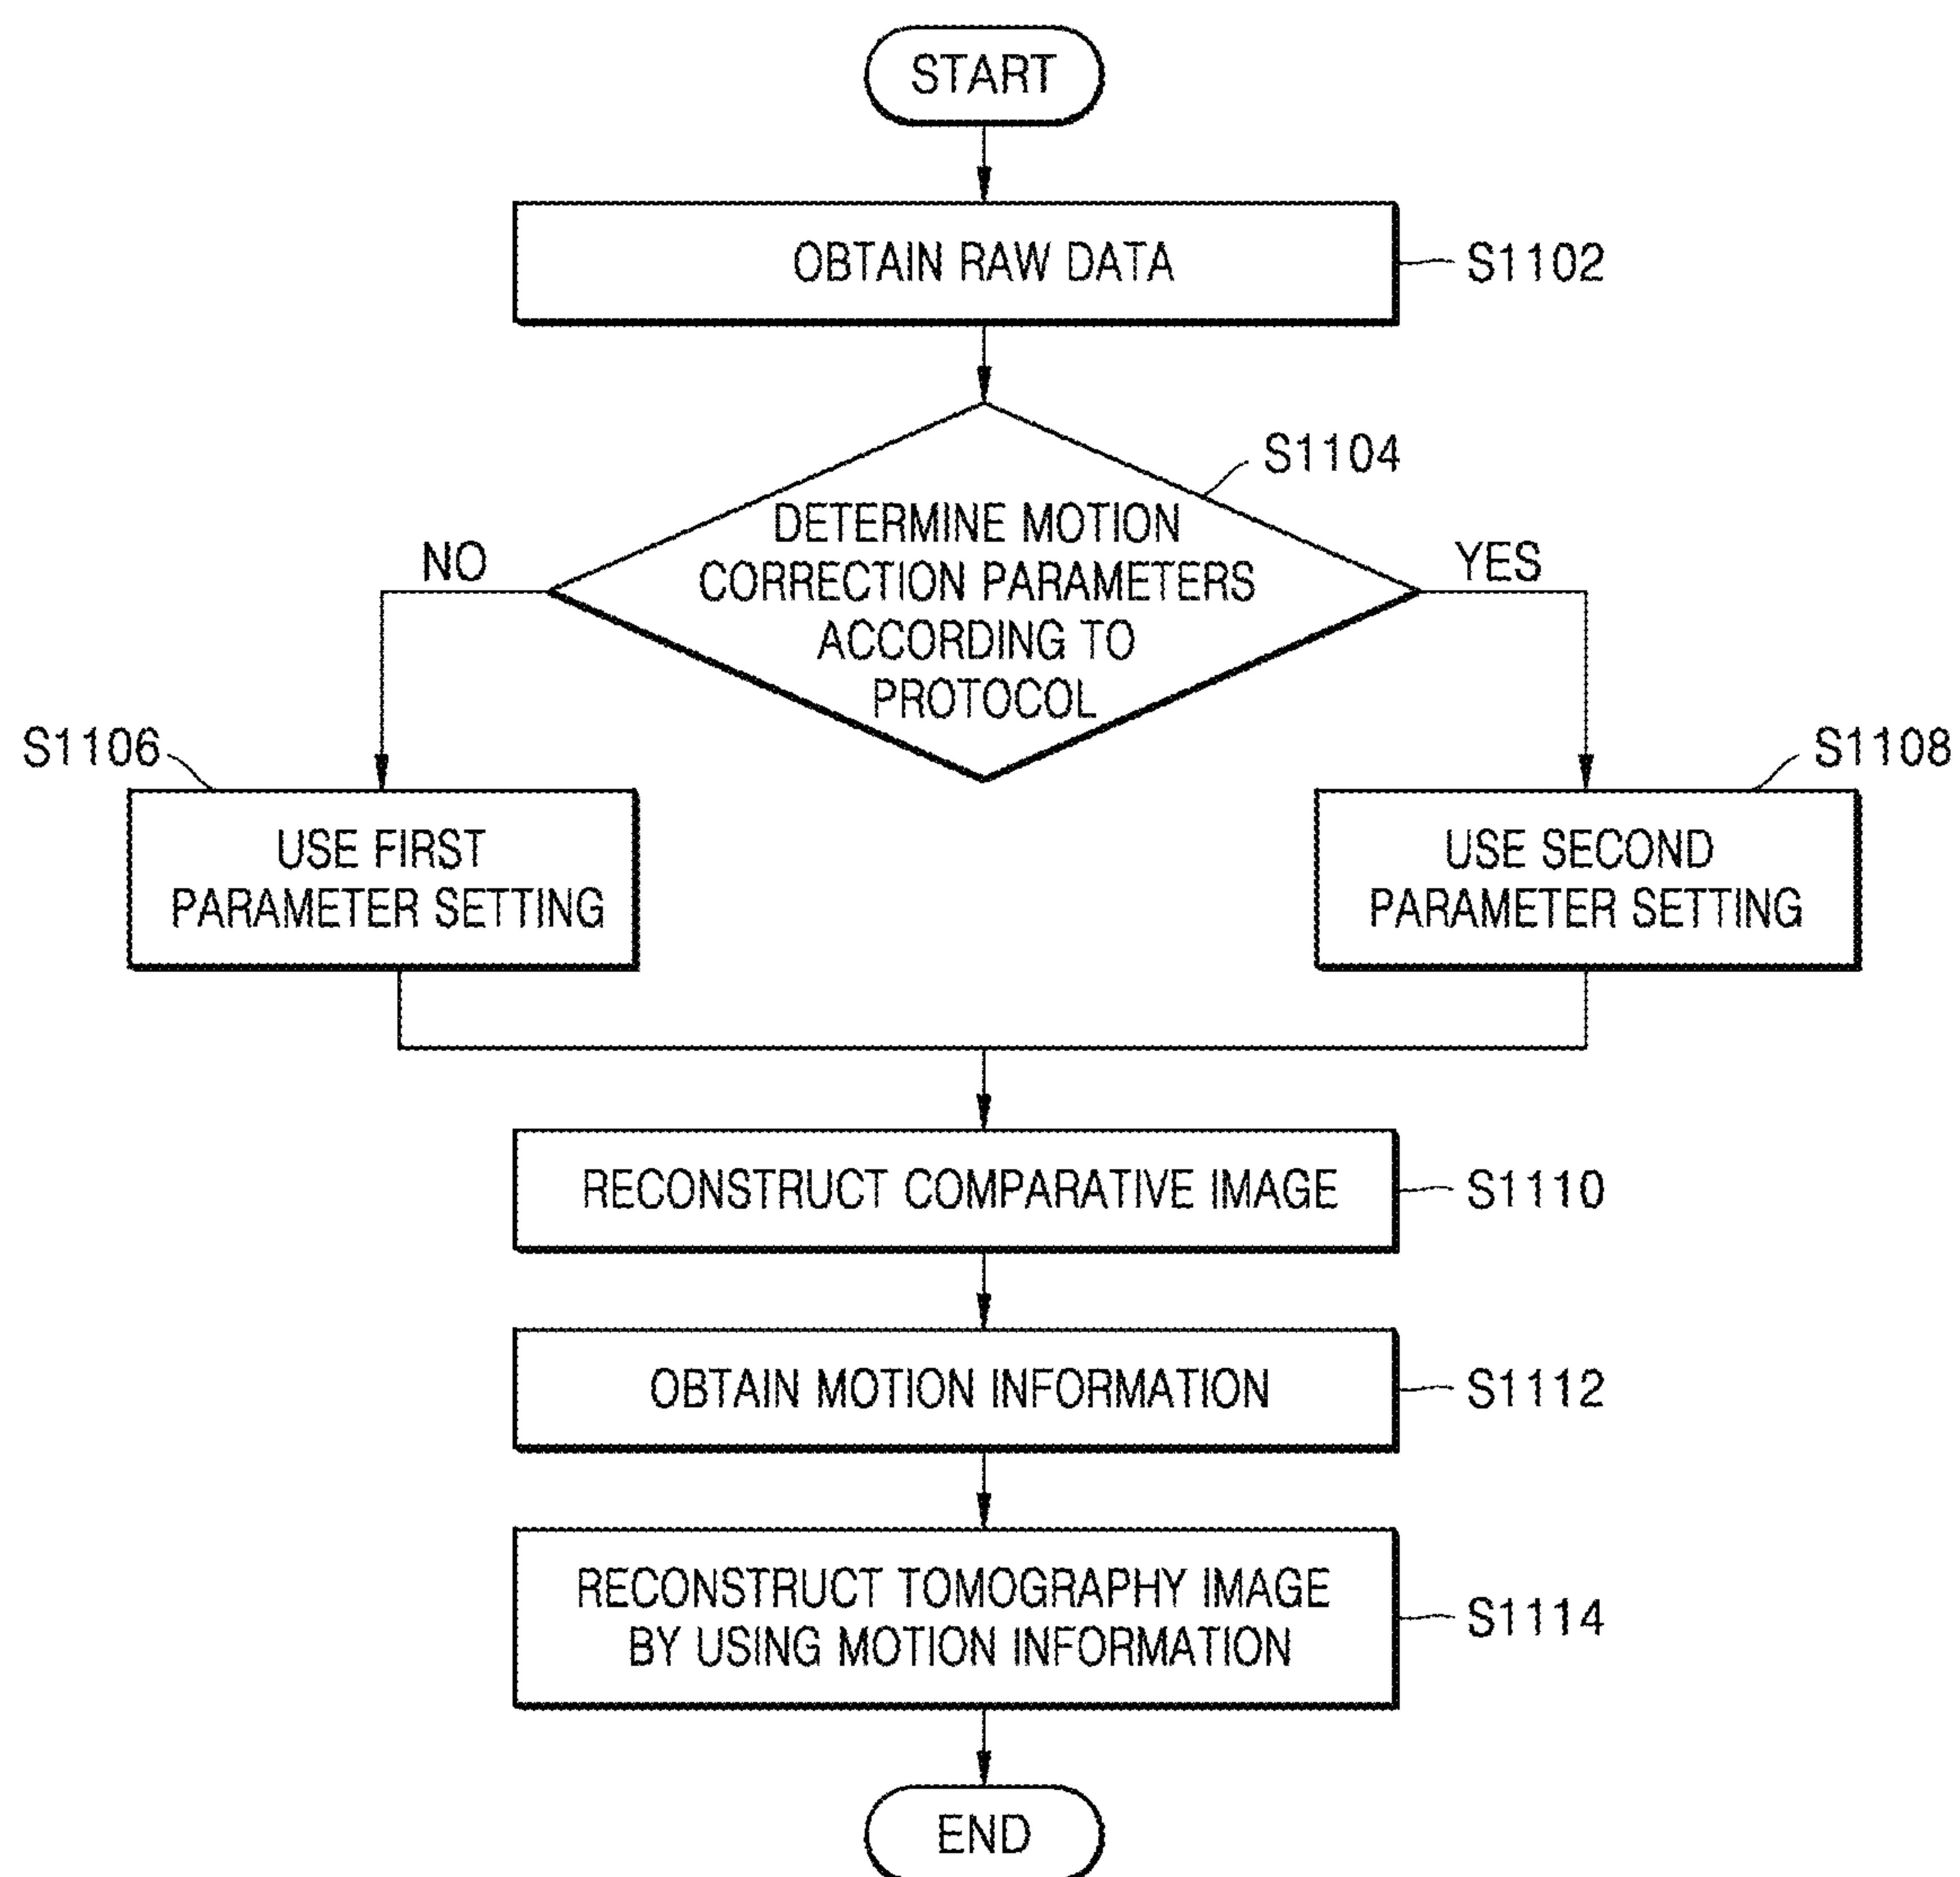 START
OBTAIN RAW DATA
S1102
S1104
DETERMINE MOTION
CORRECTION PARAMETERS
ACCORDING TO
PROTOCOL
NO
YES
S1106
USE FIRST
PARAMETER SETTING
S1108
USE SECOND
PARAMETER SETTING
RECONSTRUCT COMPARATIVE IMAGE
S1110
OBTAIN MOTION INFORMATION
S1112
RECONSTRUCT TOMOGRAPHY IMAGE
BY USING MOTION INFORMATION
S1114
END